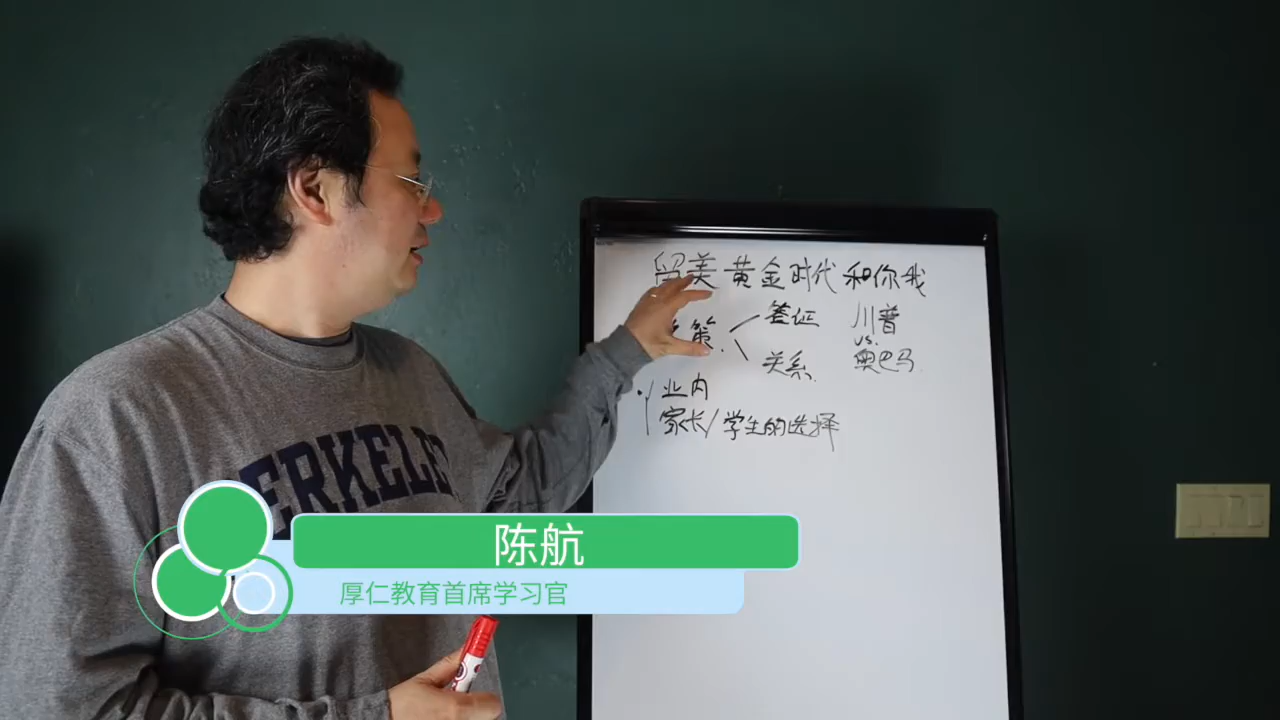 留美黄金时代和你我
策 签证 川普
vs.
关系 奥巴马
业内
家长/学生的选择
ERKELEY
陈航
厚仁教育首席学习官